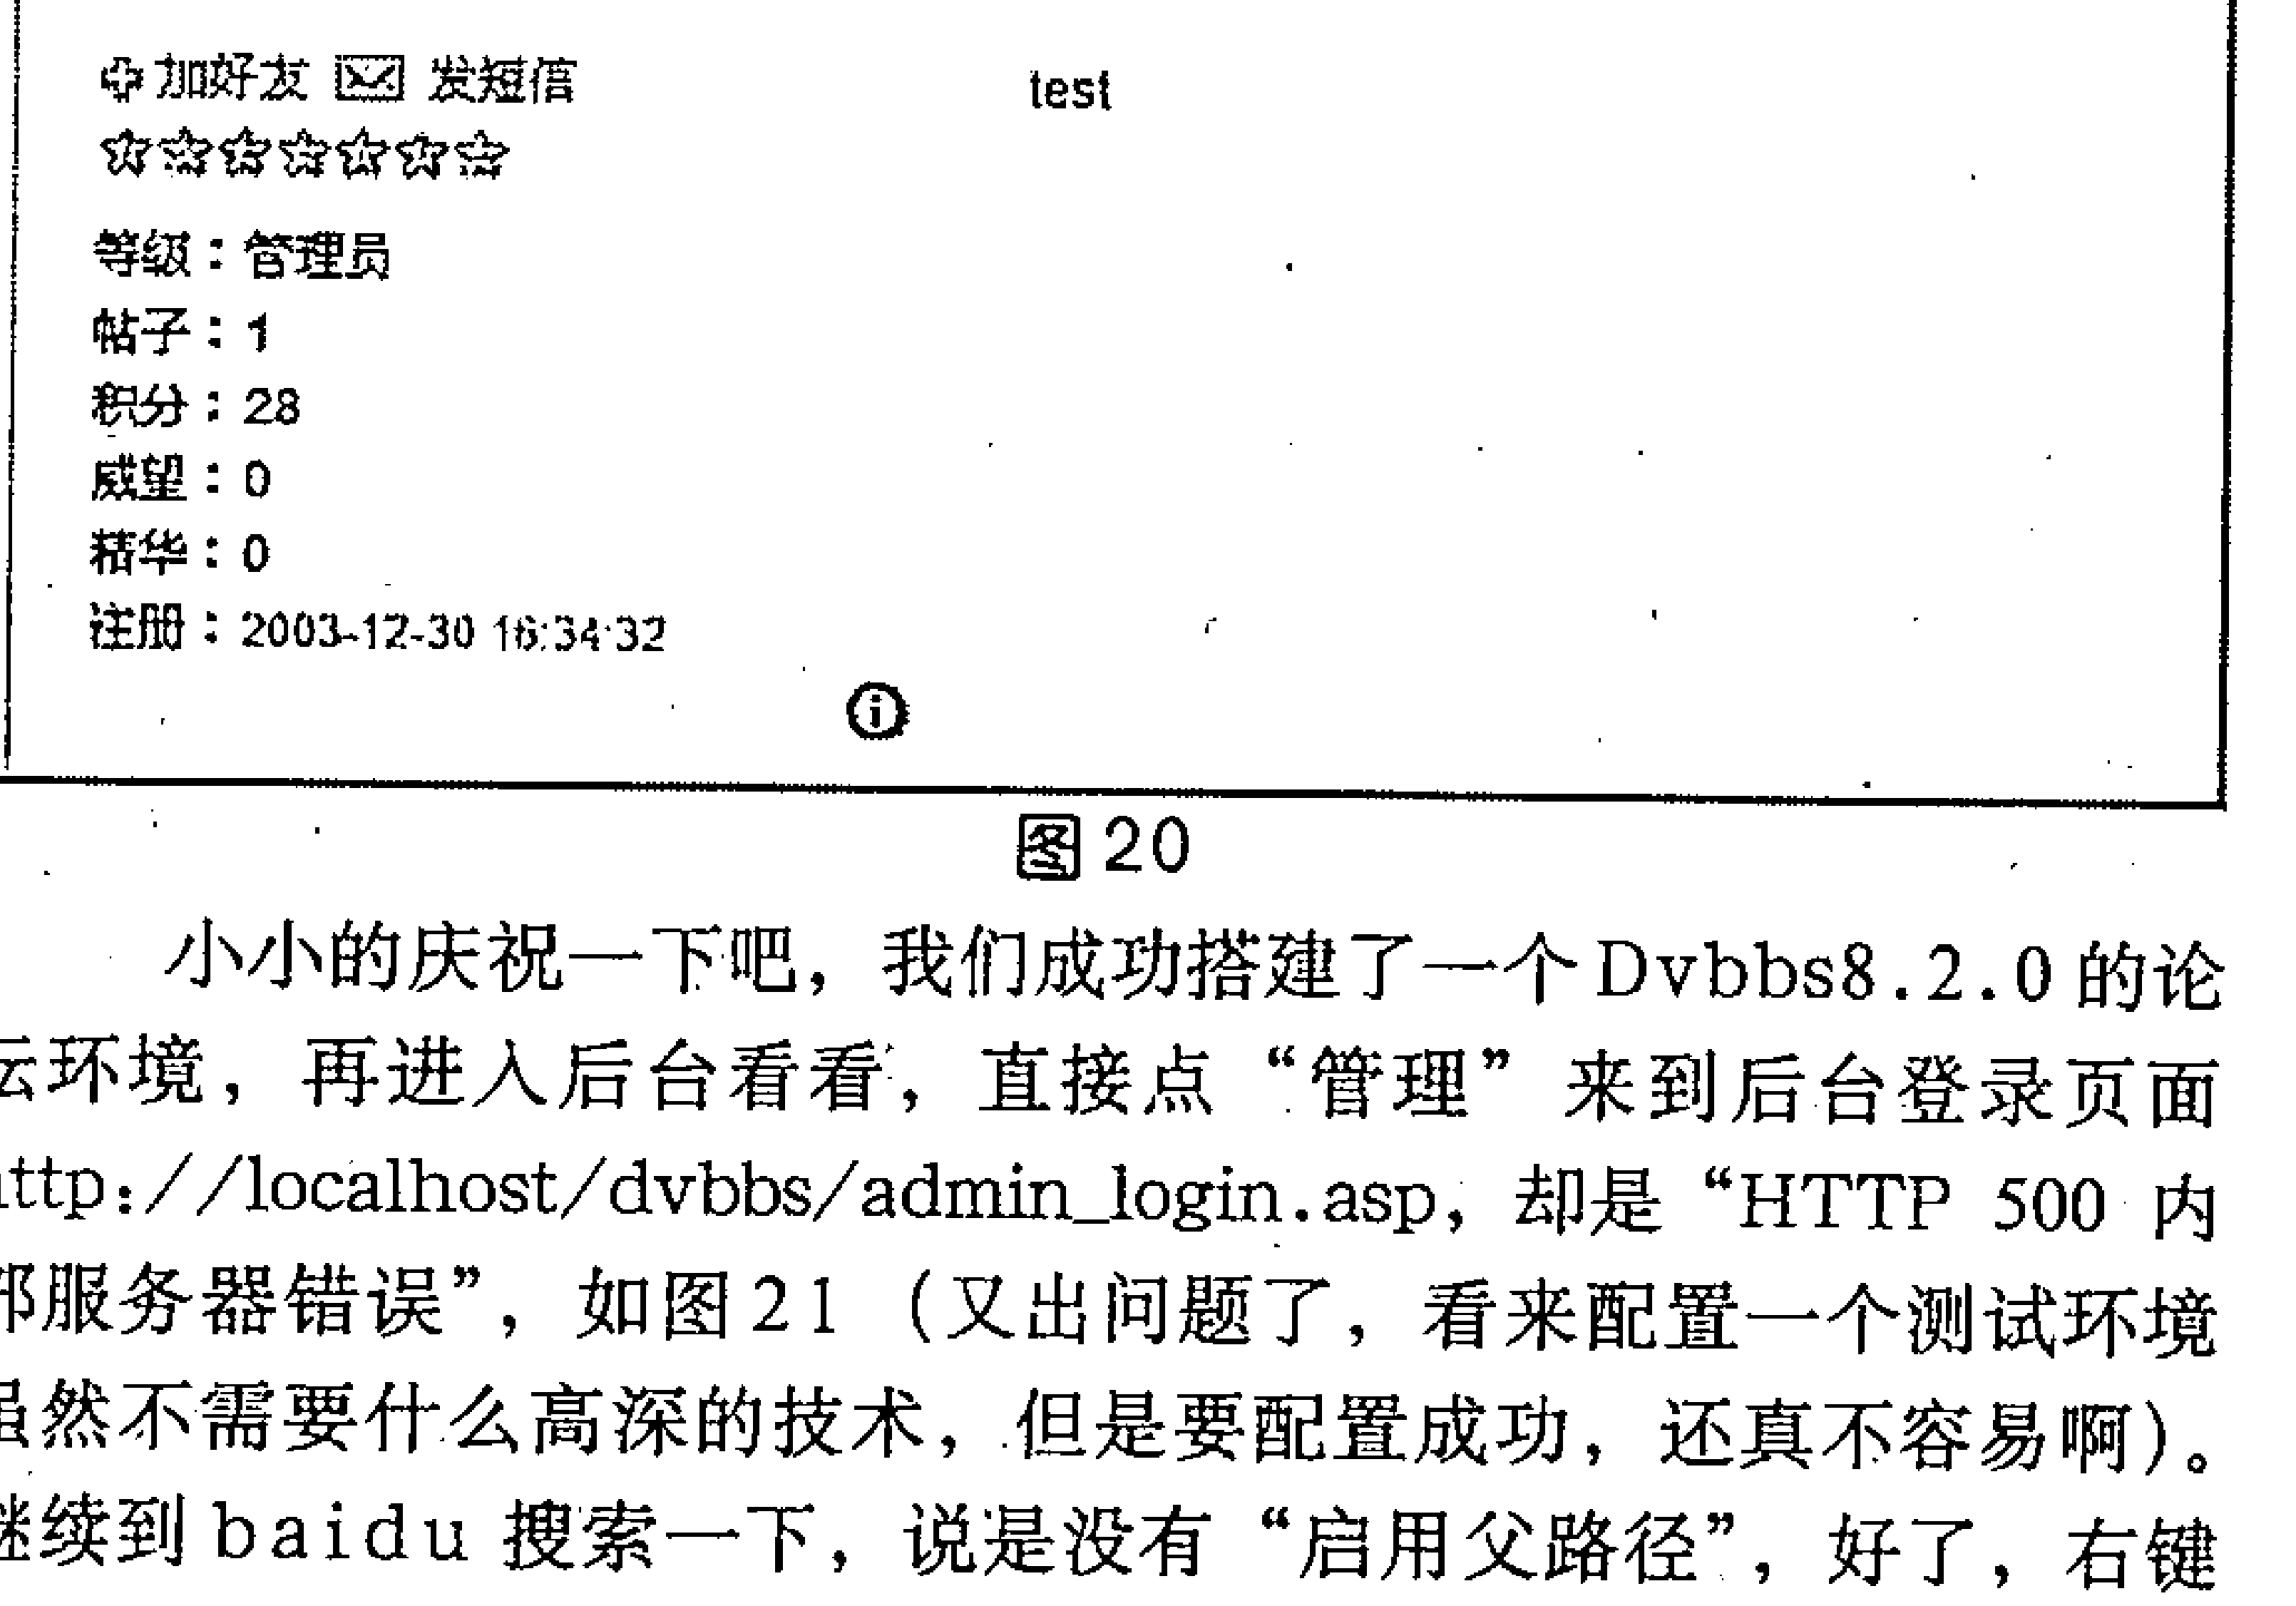 加好友 发短信 test
等级：管理员
帖子：1
积分：28
威望：0
精华：0
注册：2003-12-30 16:34:32
图 20
小小的庆祝一下吧，我们成功搭建了一个Dvbbs8.2.0的论
坛环境，再进入后台看看，直接点“管理”来到后台登录页面
http://localhost/dvbbs/admin_login.asp，却是“HTTP 500 内
部服务器错误”，如图21（又出问题了，看来配置一个测试环境
虽然不需要什么高深的技术，但是要配置成功，还真不容易啊）。
继续到baidu搜索一下，说是没有“启用父路径”，好了，右键